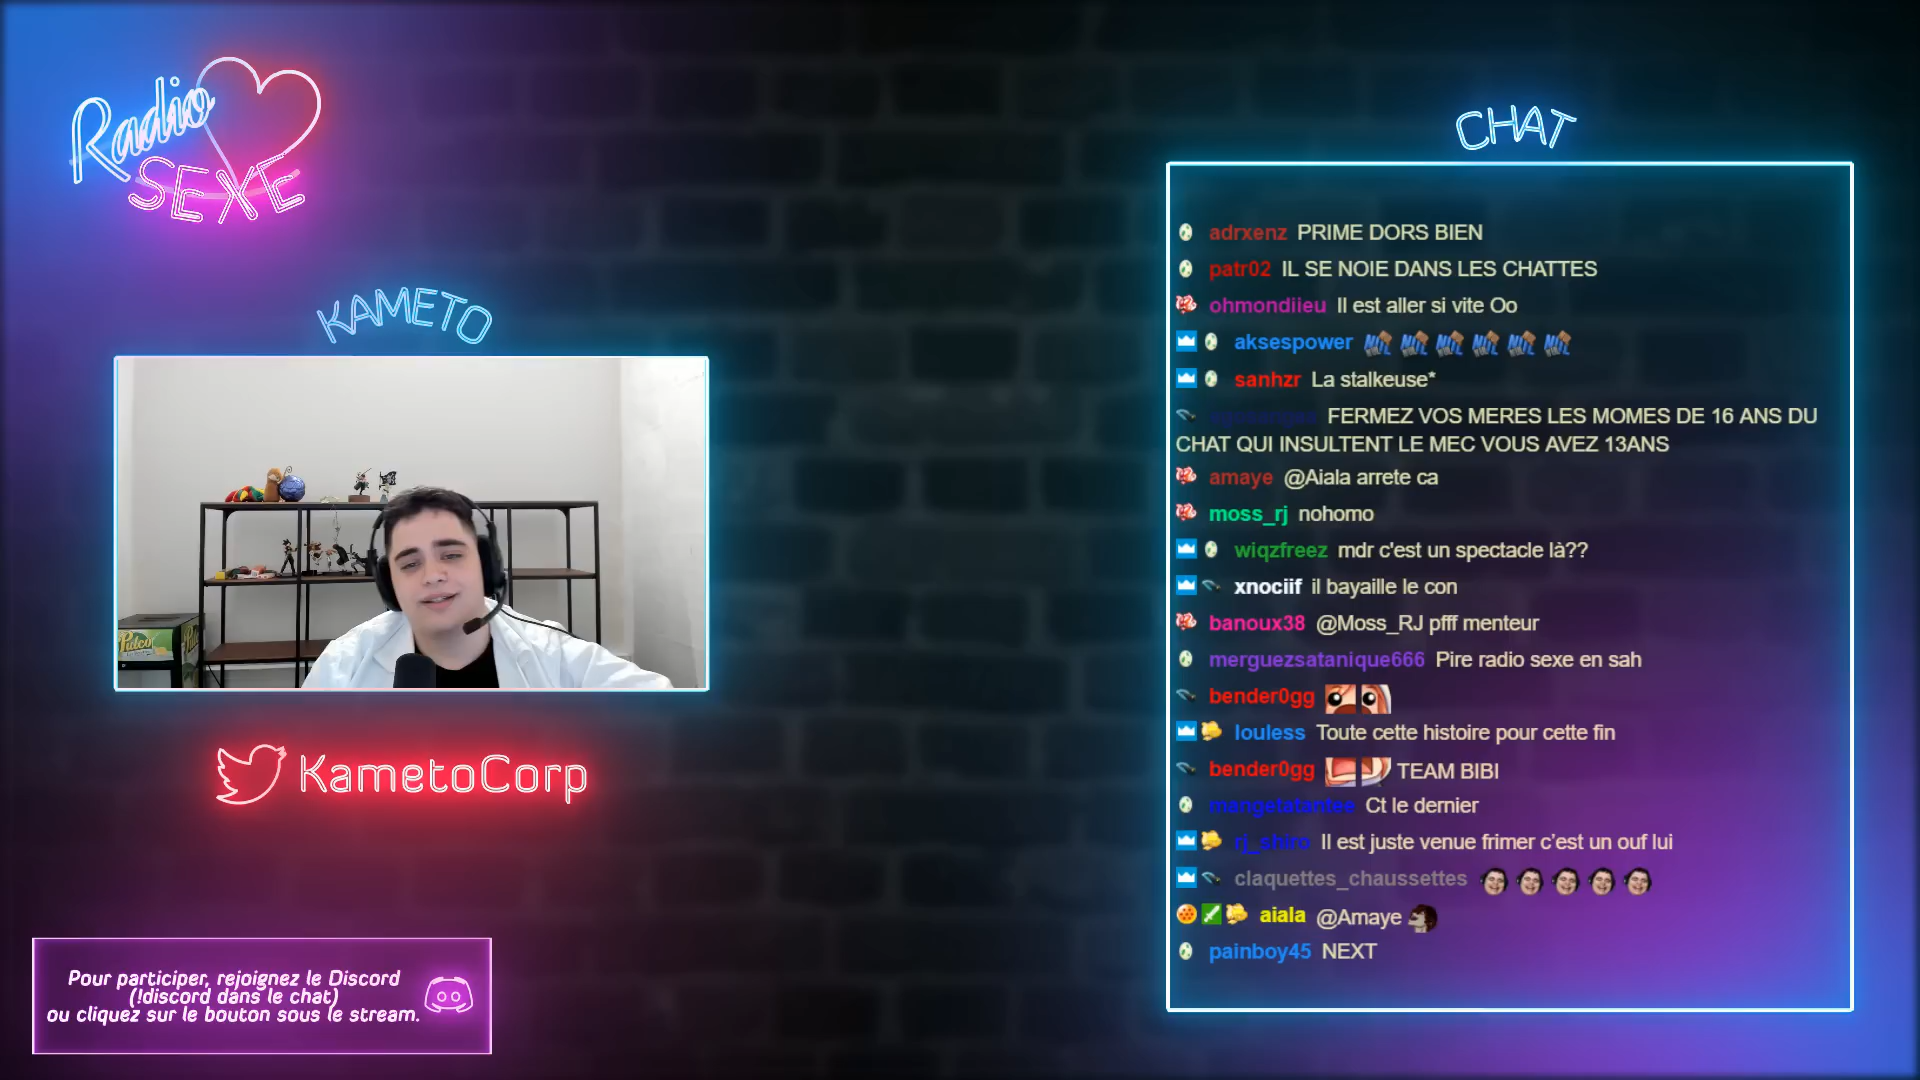 Radio
SEXE
KAMETO
Pulco
KametoCorp
Pour participer, rejoignez le Discord
(!discord dans le chat)
ou cliquez sur le bouton sous le stream.
CHAT
adrxenz PRIME DORS BIEN
patr02 IL SE NOIE DANS LES CHATTES
ohmondiieu Il est aller si vite Oo
aksespower
sanhzr La stalkeuse*
FERMEZ VOS MERES LES MOMES DE 16 ANS DU
CHAT QUI INSULTENT LE MEC VOUS AVEZ 13ANS
amaye @Aiala arrete ca
moss_rj nohomo
wiqzfreez mdr c'est un spectacle là??
xnociif il bayaille le con
banoux38 @Moss_RJ pfff menteur
merguezsatanique666 Pire radio sexe en sah
bender0gg
louless Toute cette histoire pour cette fin
bender0gg TEAM BIBI
mangetatantee Ct le dernier
rj_shiro Il est juste venue frimer c'est un ouf lui
claquettes_chaussettes
aiala @Amaye
painboy45 NEXT